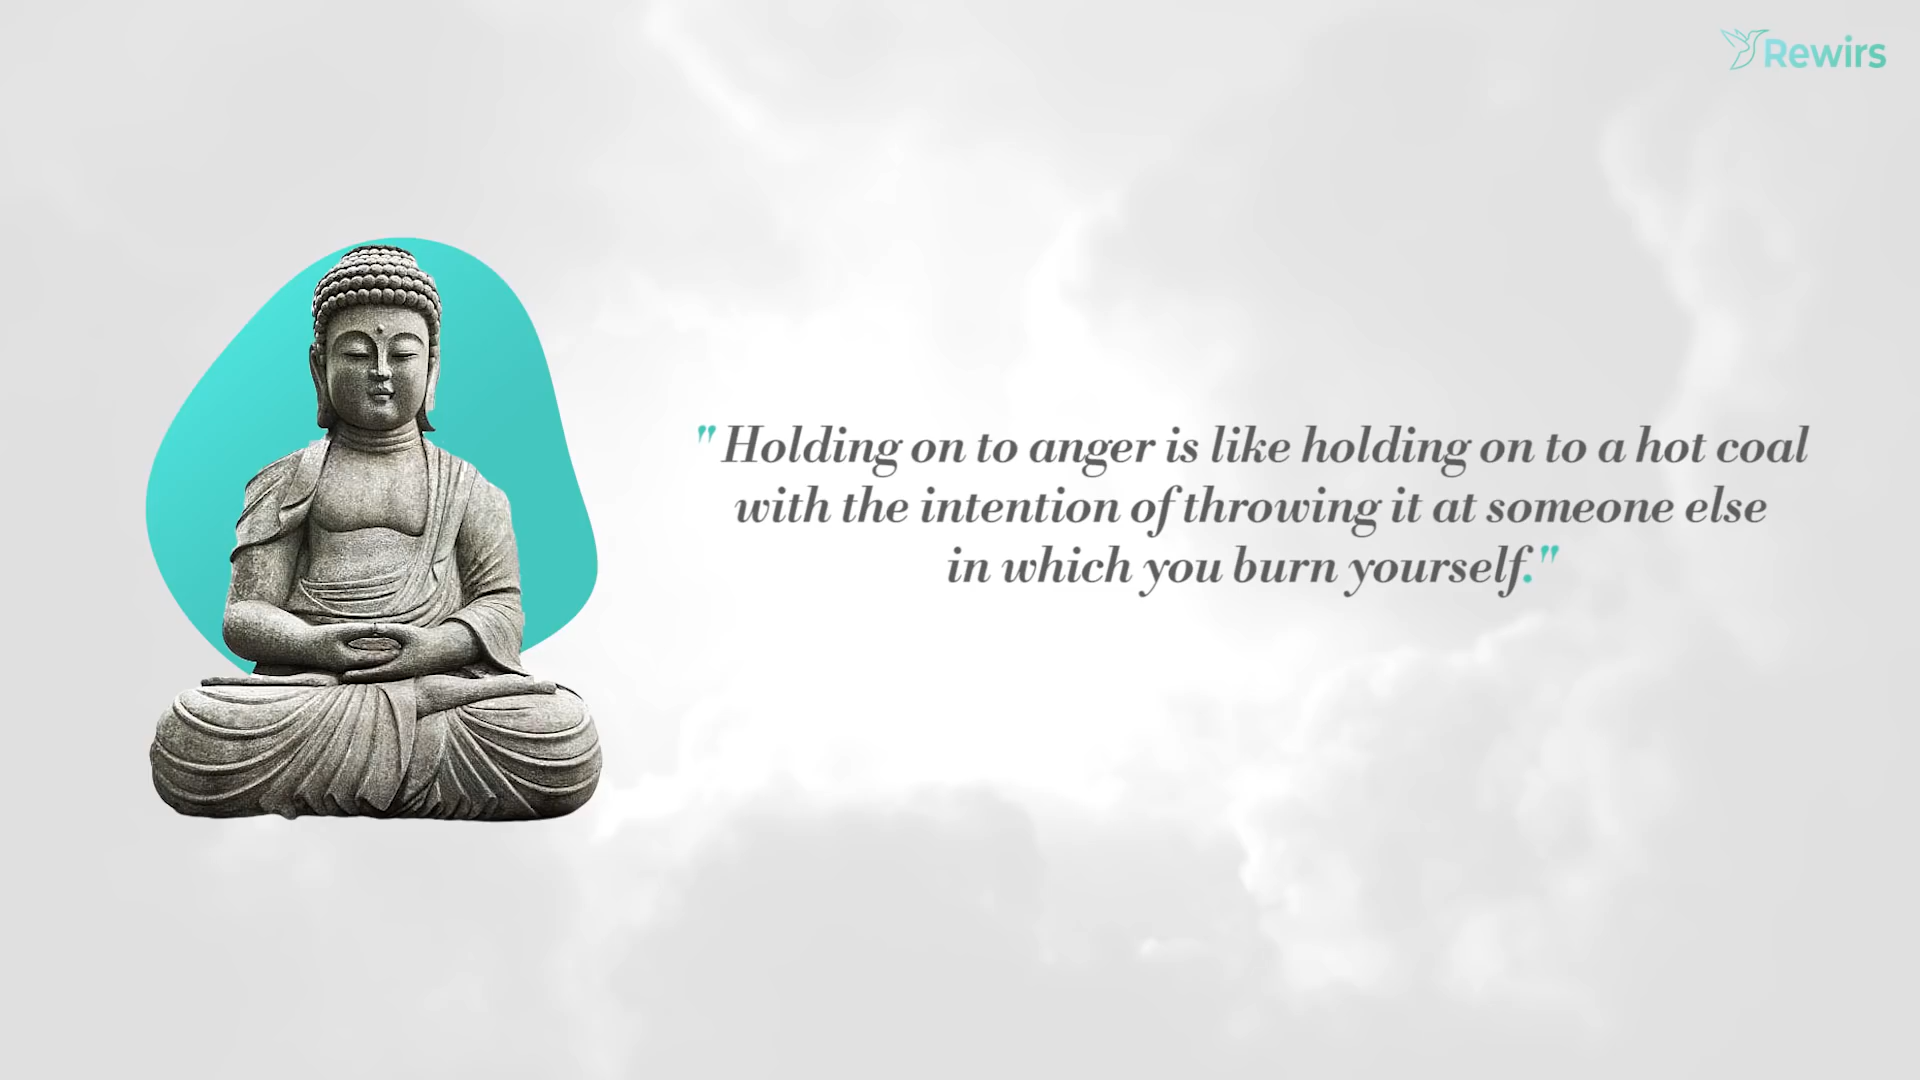 Rewirs
" Holding on to anger is like holding on to a hot coal
with the intention of throwing it at someone else
in which you burn yourself."